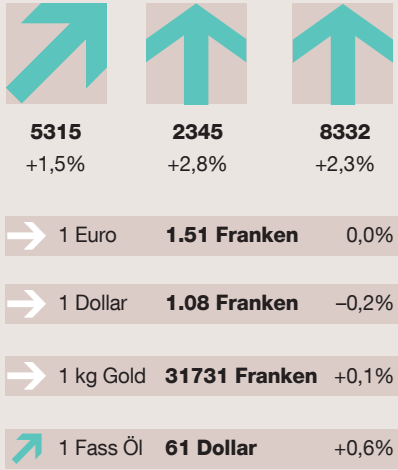 5315 2345 8332
+1,5% +2,8% +2,3%
1 Euro 1.51 Franken 0,0%
1 Dollar 1.08 Franken –0,2%
1 kg Gold 31731 Franken +0,1%
1 Fass Öl 61 Dollar +0,6%